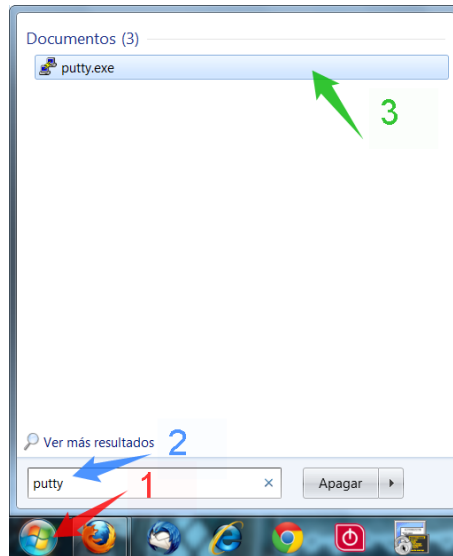 Documentos (3)
putty.exe
3
Ver más resultados
2
putty
Apagar
1